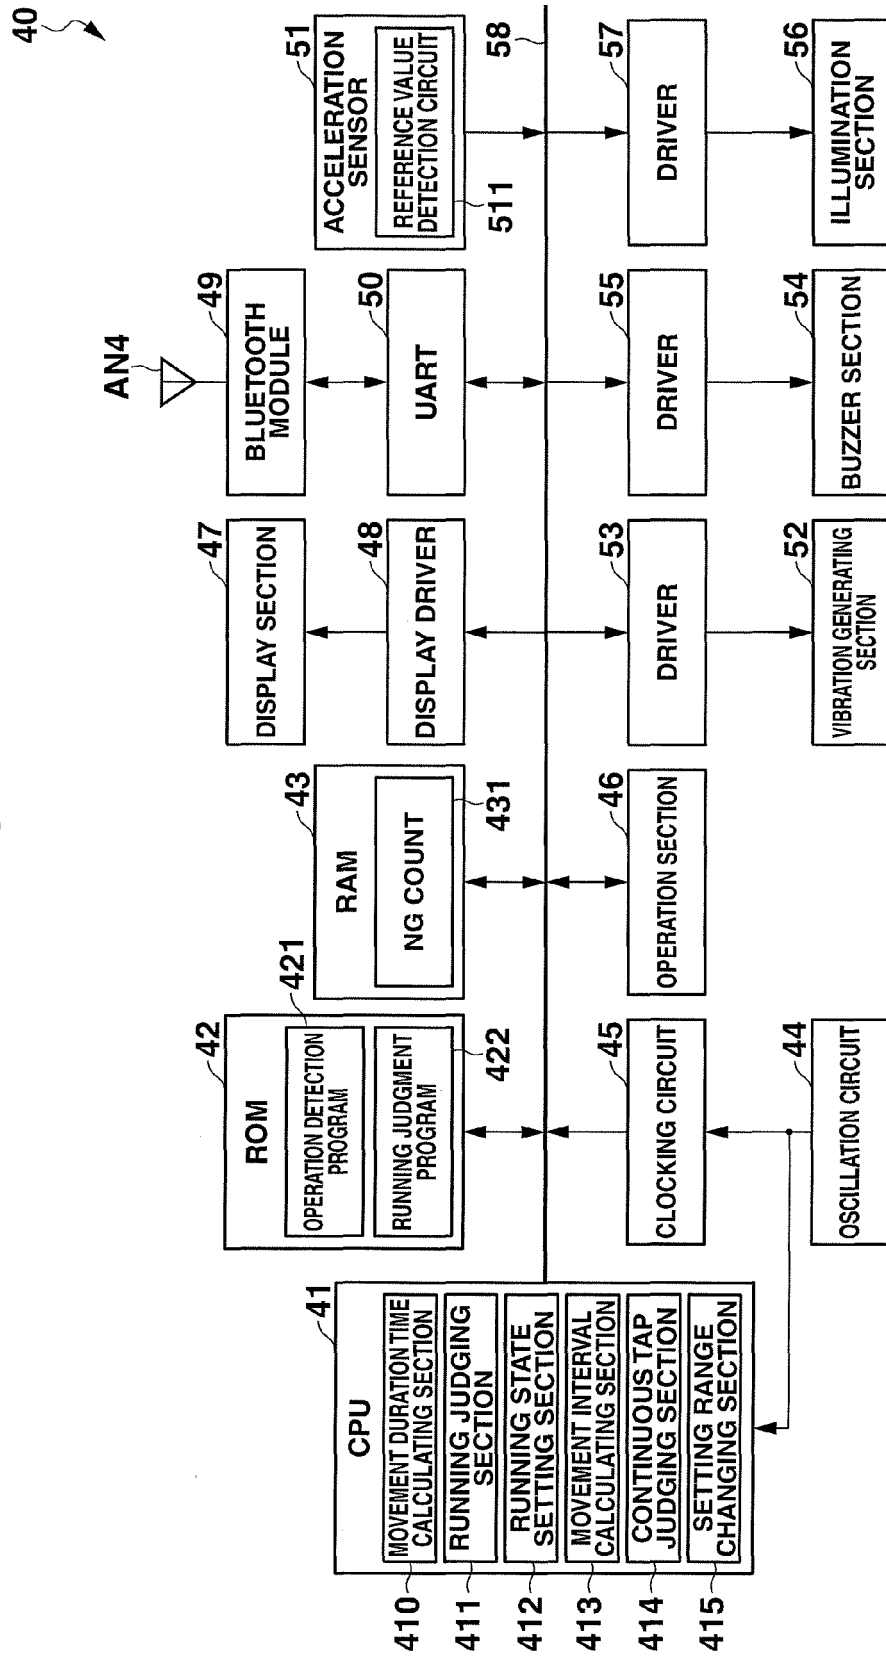 40
41
CPU
MOVEMENT DURATION TIME
CALCULATING SECTION
410
RUNNING JUDGING
SECTION
411
RUNNING STATE
SETTING SECTION
412
MOVEMENT INTERVAL
CALCULATING SECTION
413
CONTINUOUS TAP
JUDGING SECTION
414
SETTING RANGE
CHANGING SECTION
415
42
ROM
421
OPERATION DETECTION
PROGRAM
RUNNING JUDGMENT
PROGRAM
422
43
RAM
NG COUNT
431
47
DISPLAY SECTION
48
DISPLAY DRIVER
AN4
49
BLUETOOTH
MODULE
50
UART
51
ACCELERATION
SENSOR
REFERENCE VALUE
DETECTION CIRCUIT
511
58
45
CLOCKING CIRCUIT
44
OSCILLATION CIRCUIT
46
OPERATION SECTION
53
DRIVER
52
VIBRATION GENERATING
SECTION
55
DRIVER
54
BUZZER SECTION
57
DRIVER
56
ILLUMINATION
SECTION